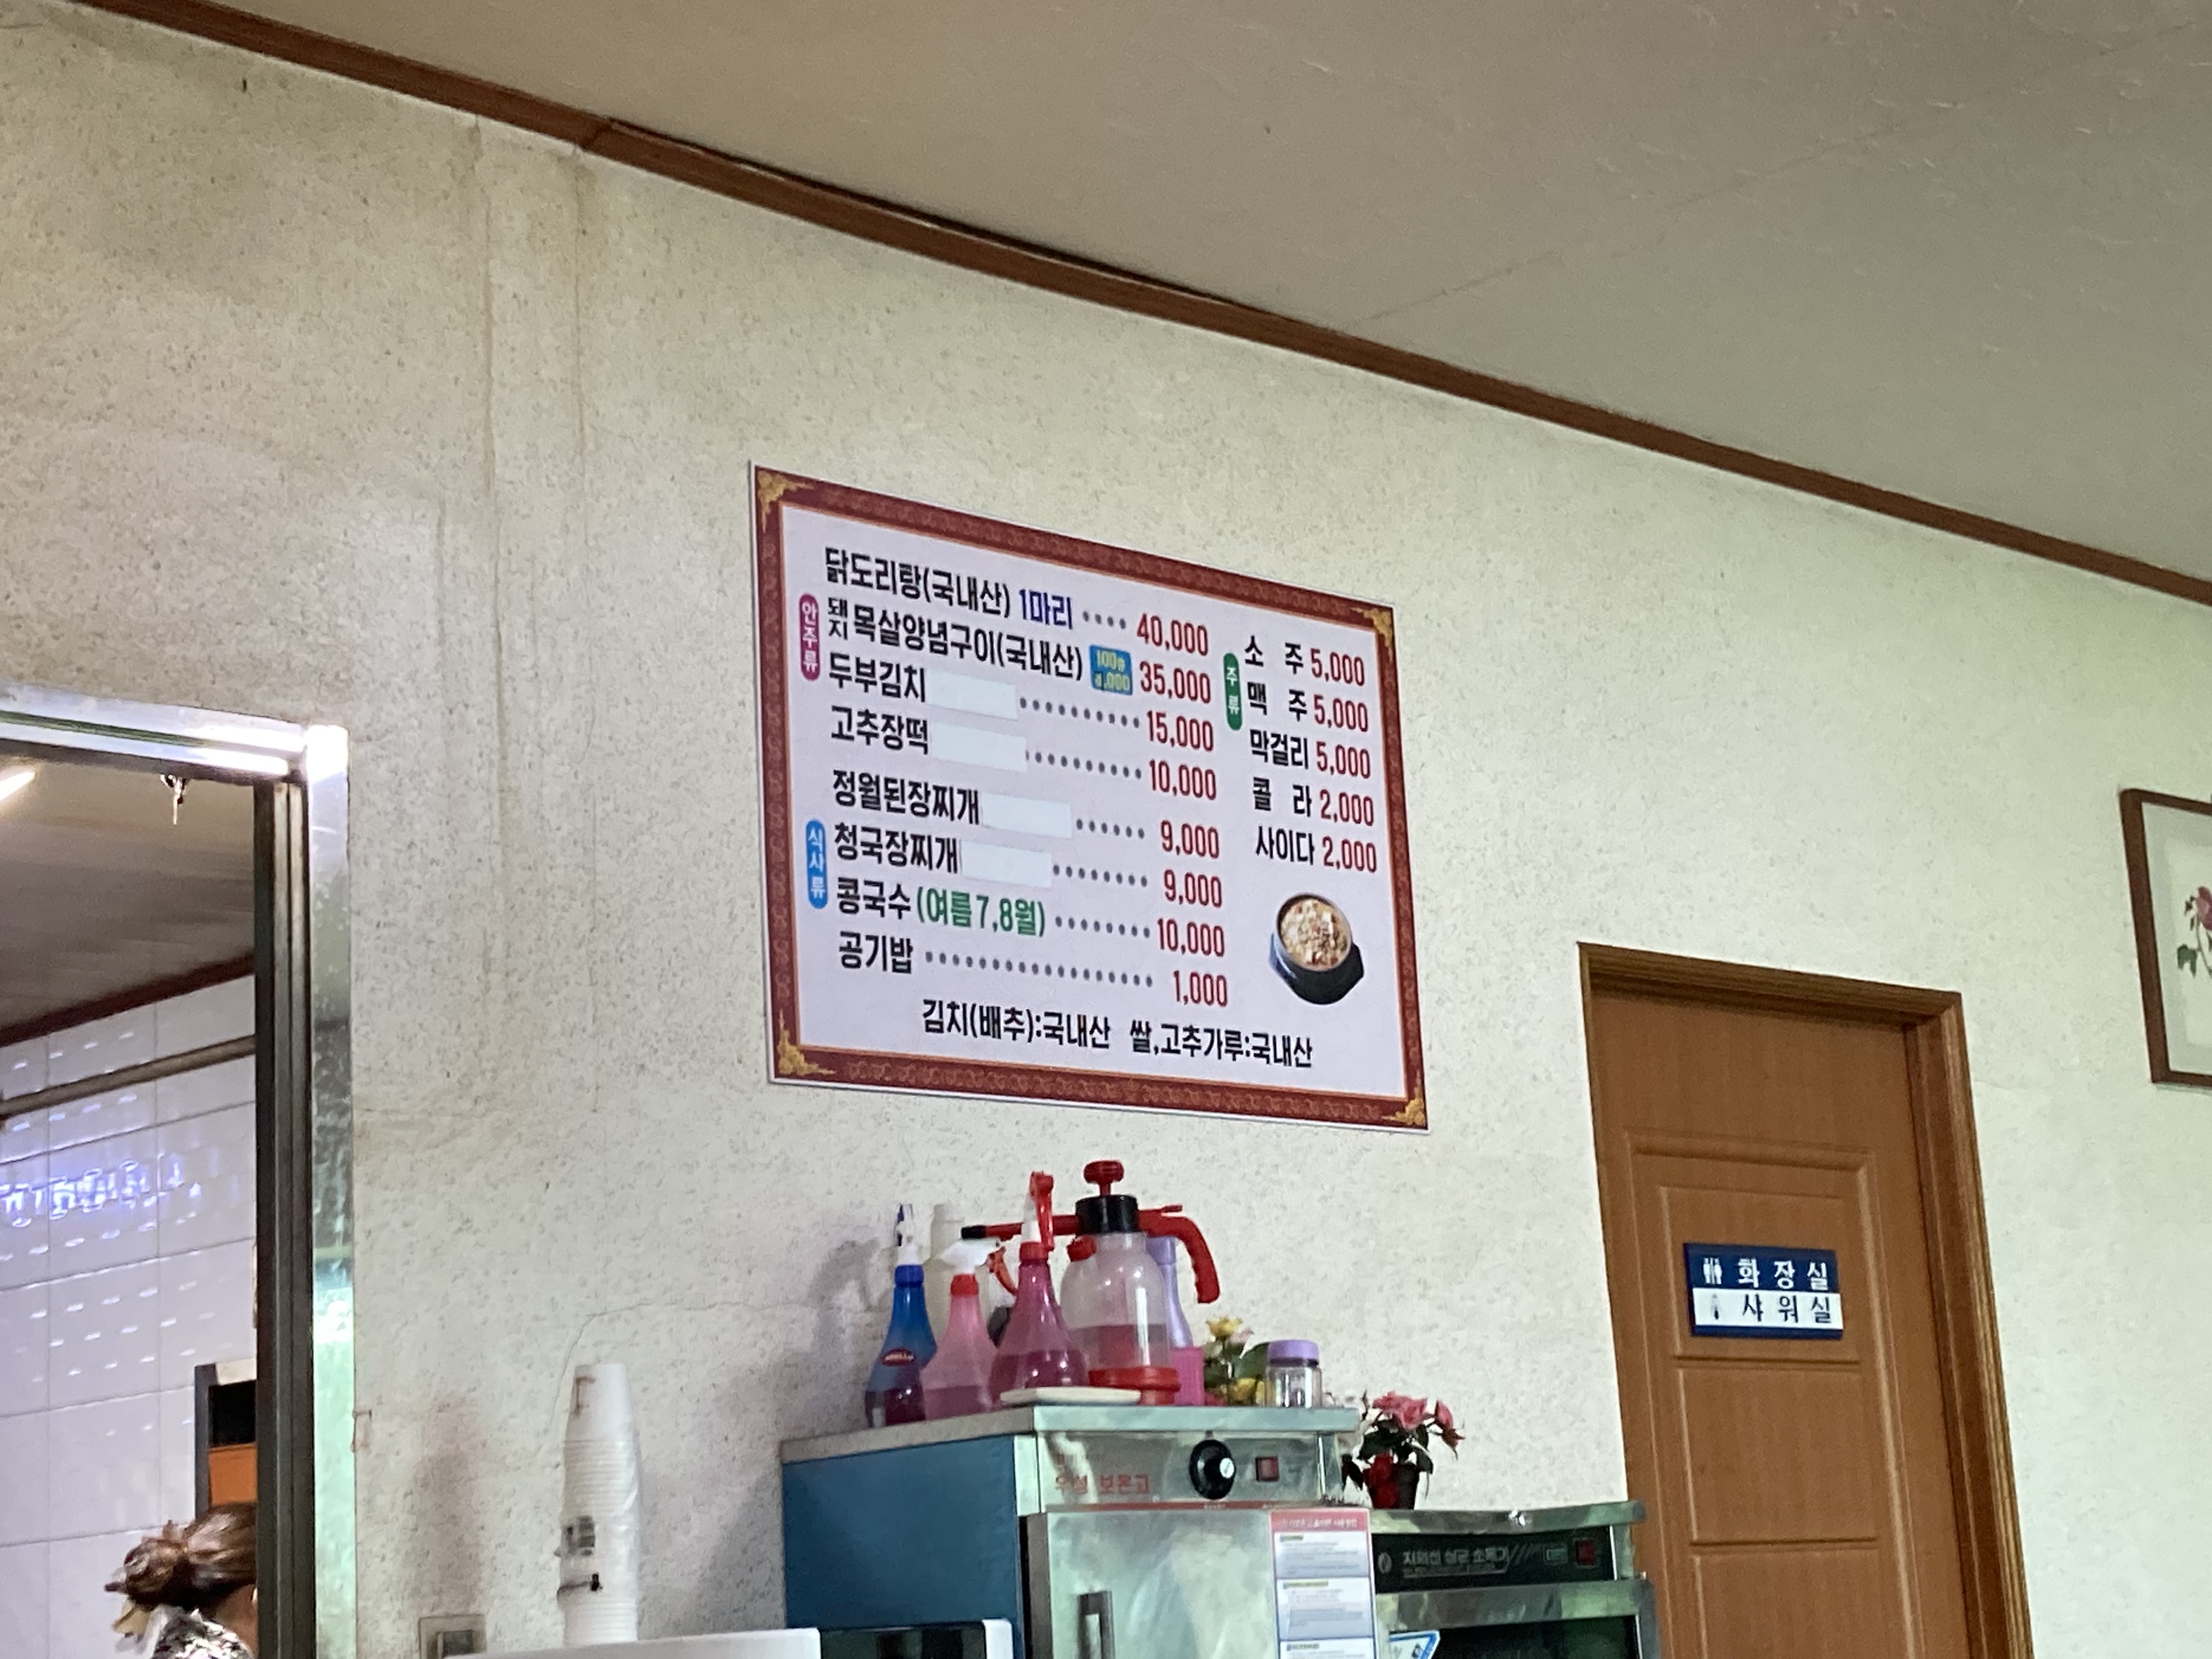 닭도리탕(국내산) 1마리 ···· 40,000
안주류
돼지 목살양념구이(국내산) 35,000
두부김치 ·········· 15,000
고추장떡 ·········· 10,000
식사류
정월된장찌개 ······ 9,000
청국장찌개 ········ 9,000
콩국수 (여름 7,8월) ········ 10,000
공기밥 ·················· 1,000
주류
소 주 5,000
맥 주 5,000
막걸리 5,000
콜 라 2,000
사이다 2,000
김치(배추):국내산 쌀,고추가루:국내산
화장실
샤워실
보온고